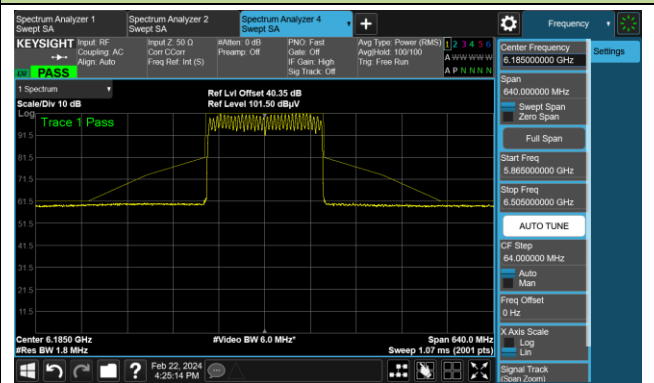 Spectrum Analyzer 1
Swept SA
Spectrum Analyzer 2
Swept SA
Spectrum Analyzer 4
Swept SA
Frequency
KEYSIGHT
Input: RF
Coupling: AC
Align: Auto
Input Z: 50 Ω
Corr CCorr
Freq Ref: Int (S)
#Atten: 0 dB
Preamp: Off
PNO: Fast
Gate: Off
IF Gain: High
Sig Track: Off
Avg Type: Power (RMS)
Avg|Hold: 100/100
Trig: Free Run
1 2 3 4 5 6
A W W W W W
A P N N N N
PASS
1 Spectrum
Scale/Div 10 dB
Ref Lvl Offset 40.35 dB
Ref Level 101.50 dBµV
Log
Trace 1 Pass
91.5
81.5
71.5
61.5
51.5
41.5
31.5
21.5
11.5
Center 6.1850 GHz
#Res BW 1.8 MHz
#Video BW 6.0 MHz*
Span 640.0 MHz
Sweep 1.07 ms (2001 pts)
Center Frequency
6.185000000 GHz
Settings
Span
640.000000 MHz
Swept Span
Zero Span
Full Span
Start Freq
5.865000000 GHz
Stop Freq
6.505000000 GHz
AUTO TUNE
CF Step
64.000000 MHz
Auto
Man
Freq Offset
0 Hz
X Axis Scale
Log
Lin
Signal Track
(Span Zoom)
Feb 22, 2024
4:25:14 PM